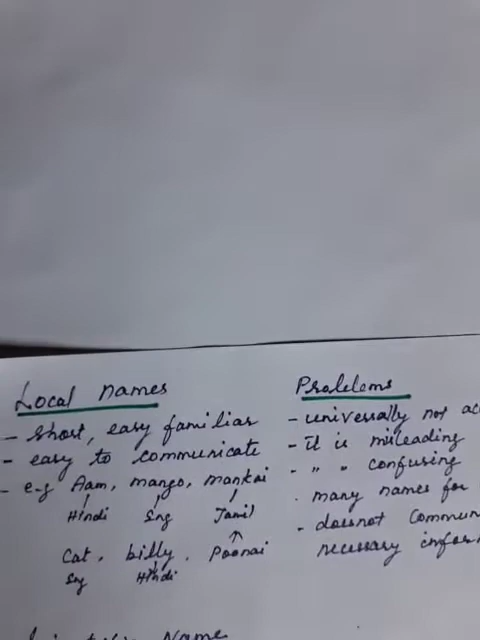 Local names
- short, easy familiar
- easy to communicate
- e.g Aam, mango, mankai
Hindi Eng Tamil
Cat, billy, Poonai
Eng Hindi
Problems
- universally not
- it is misleading
- " " confusing
. many names for
- doesnot
necessary
Name